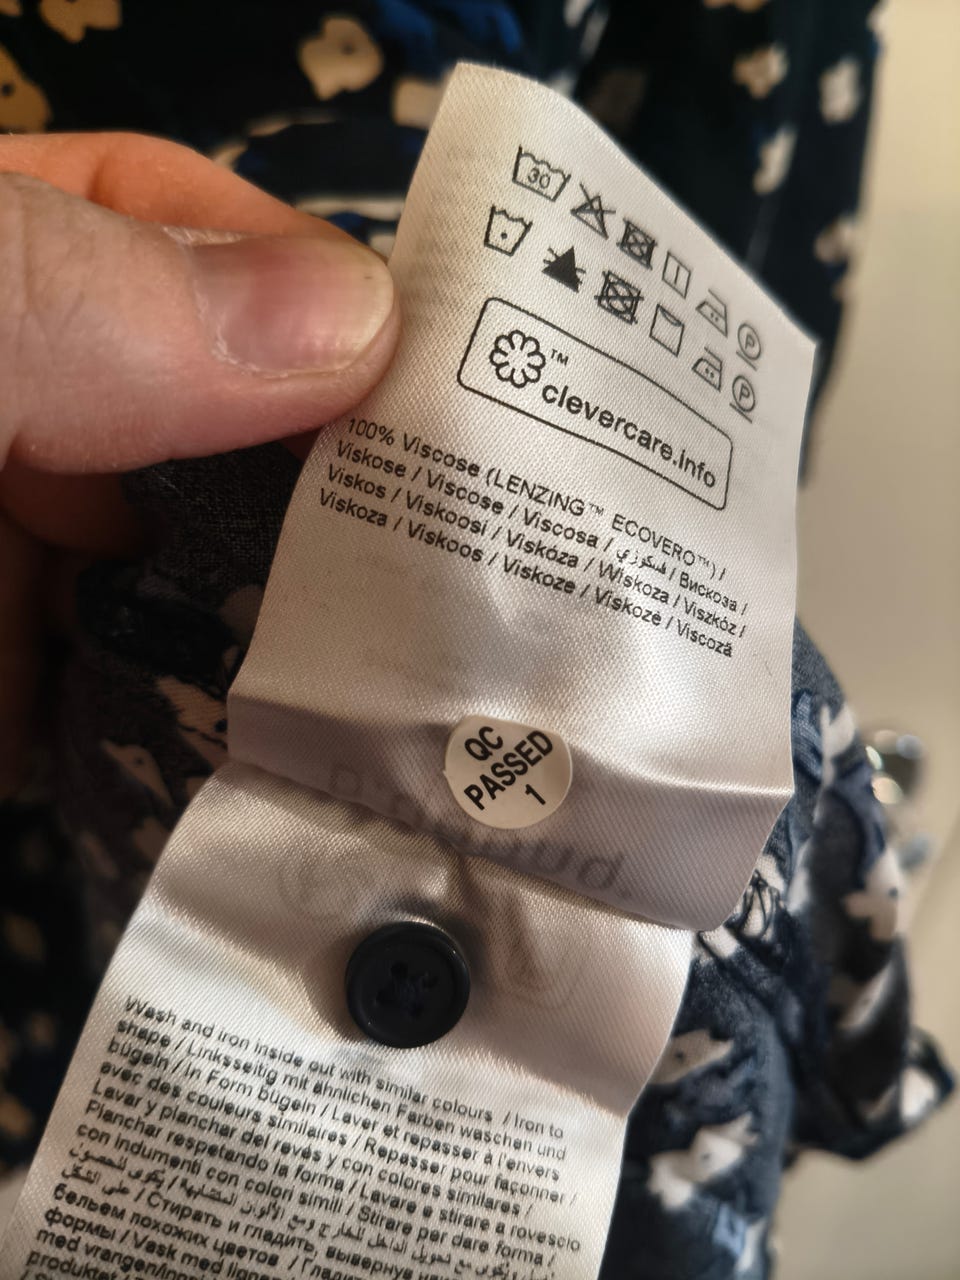 30
P
P
™
clevercare.info
100% Viscose (LENZING™ ECOVERO™) /
Viskose / Viscose / Viscosa / فسكوزي / Вискоза /
Viskos / Viskoosi / Viskóza / Wiskoza / Viszkóz /
Viskoza / Viskoos / Viskoze / Viskozė / Viscoză
QC
PASSED
1
Wash and iron inside out with similar colours / Iron to
shape / Linksseitig mit ähnlichen Farben waschen und
bügeln / In Form bügeln / Laver et repasser à l'envers
avec des couleurs similaires / Repasser pour façonner /
Lavar y planchar del revés y con colores similares /
Planchar respetando la forma / Lavare e stirare a rovescio
con indumenti con colori simili / Stirare per dare forma /
على الشكل / Стирать и гладить, вывернув
бельем похожих цветов / Гладить
формы / Vask med
med vrangen